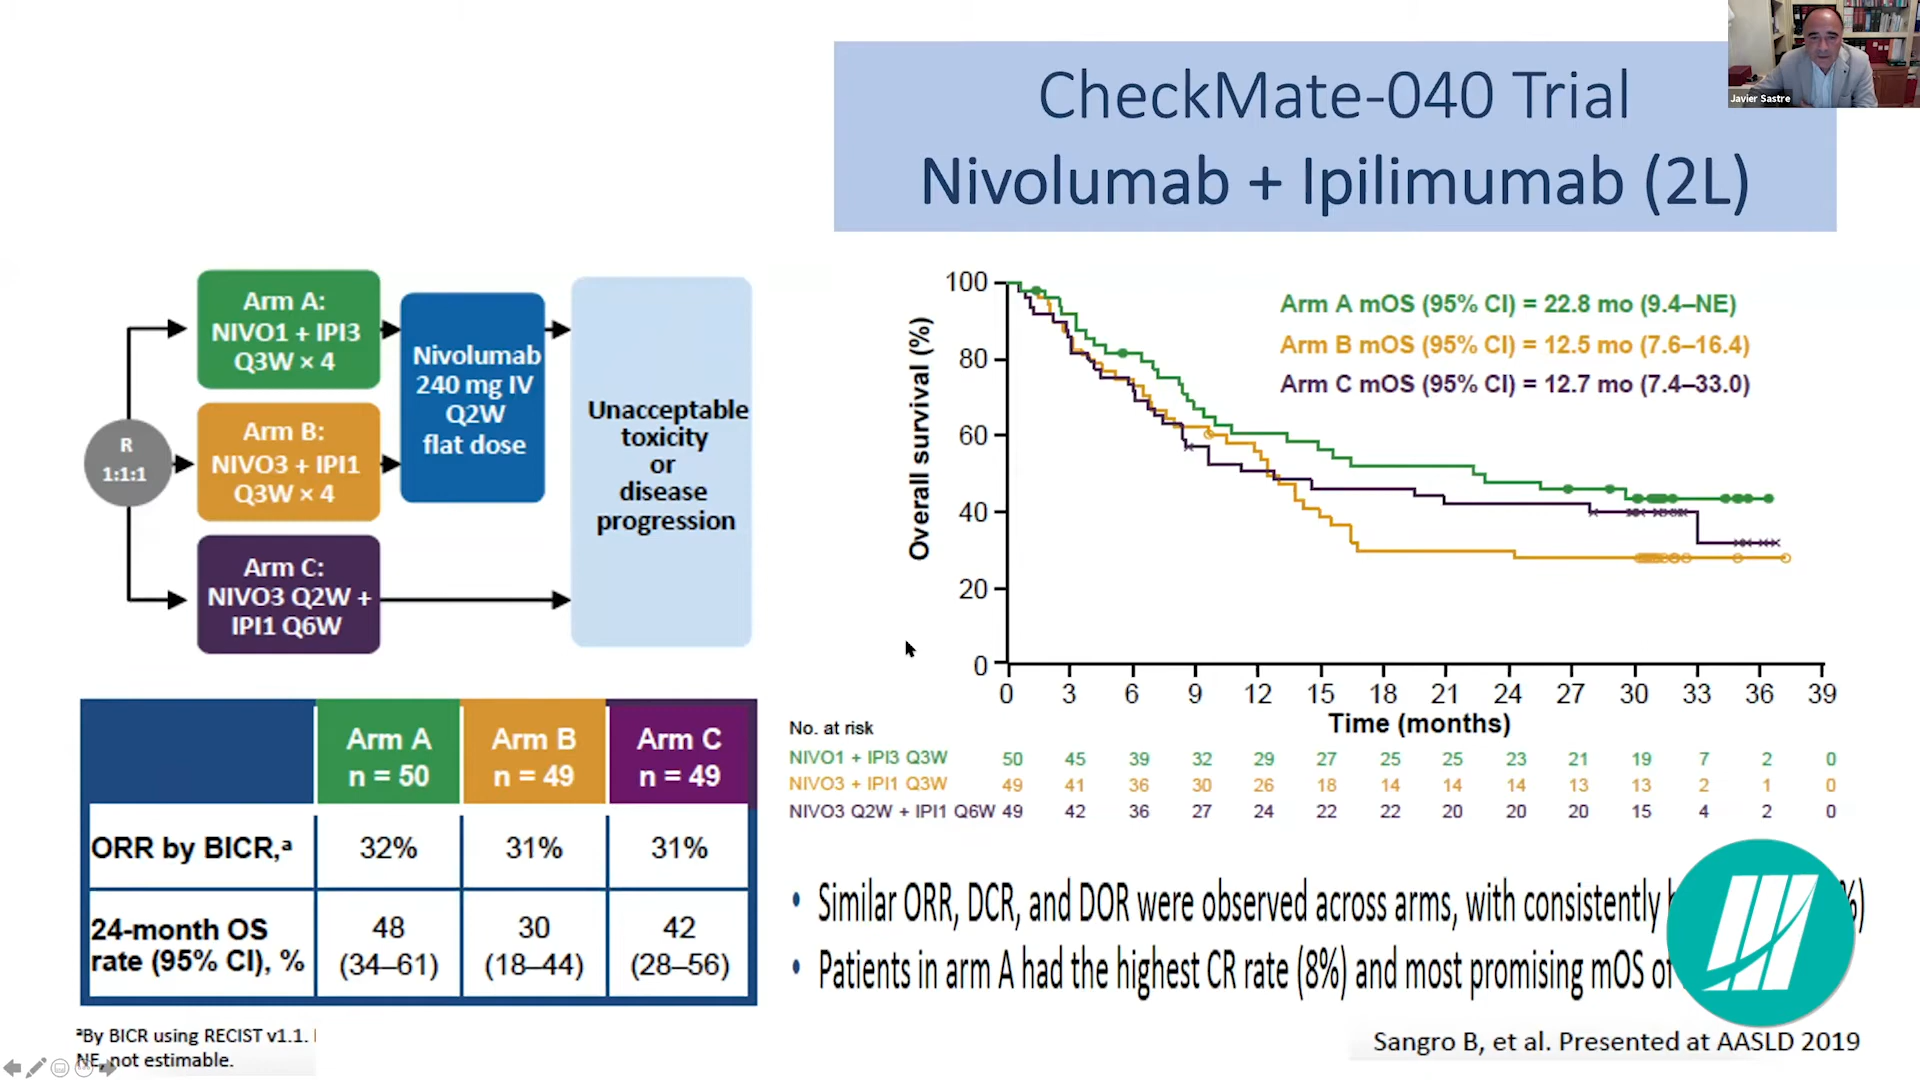 CheckMate-040 Trial
Nivolumab + Ipilimumab (2L)
Javier Sastre
R
1:1:1
Arm A:
NIVO1 + IPI3
Q3W × 4
Arm B:
NIVO3 + IPI1
Q3W × 4
Arm C:
NIVO3 Q2W +
IPI1 Q6W
Nivolumab
240 mg IV
Q2W
flat dose
Unacceptable
toxicity
or
disease
progression
Arm A Arm B Arm C
n = 50 n = 49 n = 49
ORR by BICR,ᵃ 32% 31% 31%
24-month OS
rate (95% CI), %
48 30 42
(34–61) (18–44) (28–56)
ᵃBy BICR using RECIST v1.1.
NE, not estimable.
Overall survival (%)
100
80
60
40
20
0
Arm A mOS (95% CI) = 22.8 mo (9.4–NE)
Arm B mOS (95% CI) = 12.5 mo (7.6–16.4)
Arm C mOS (95% CI) = 12.7 mo (7.4–33.0)
0 3 6 9 12 15 18 21 24 27 30 33 36 39
Time (months)
No. at risk
NIVO1 + IPI3 Q3W 50 45 39 32 29 27 25 25 23 21 19 7 2 0
NIVO3 + IPI1 Q3W 49 41 36 30 26 18 14 14 14 13 13 2 1 0
NIVO3 Q2W + IPI1 Q6W 49 42 36 27 24 22 22 20 20 20 15 4 2 0
• Similar ORR, DCR, and DOR were observed across arms, with consistently %)
• Patients in arm A had the highest CR rate (8%) and most promising mOS of
Sangro B, et al. Presented at AASLD 2019